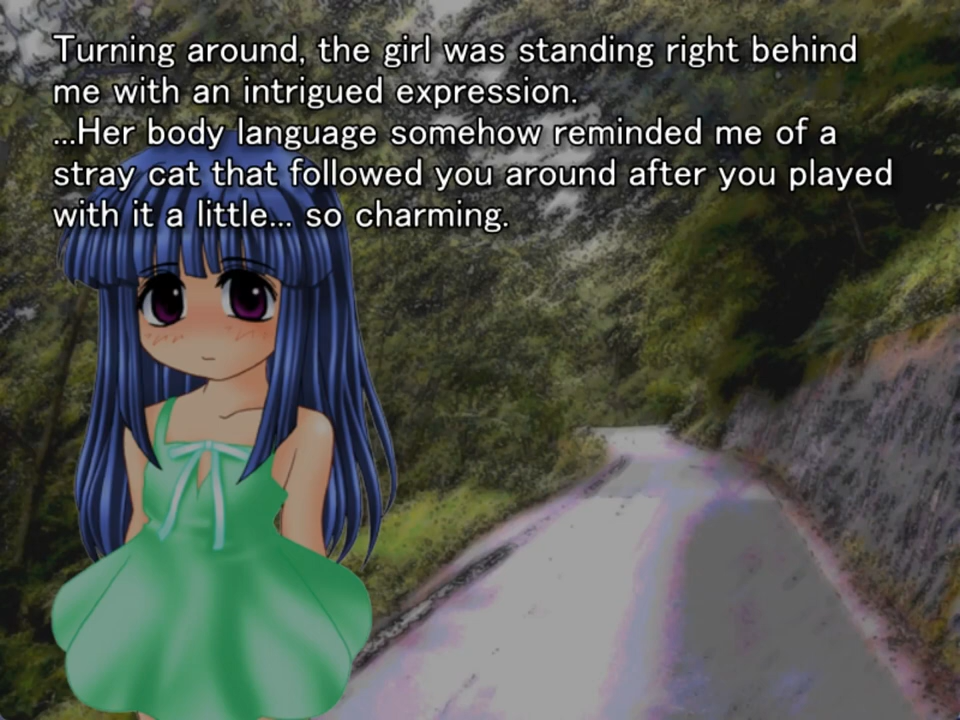 Turning around, the girl was standing right behind
me with an intrigued expression.
...Her body language somehow reminded me of a
stray cat that followed you around after you played
with it a little... so charming.